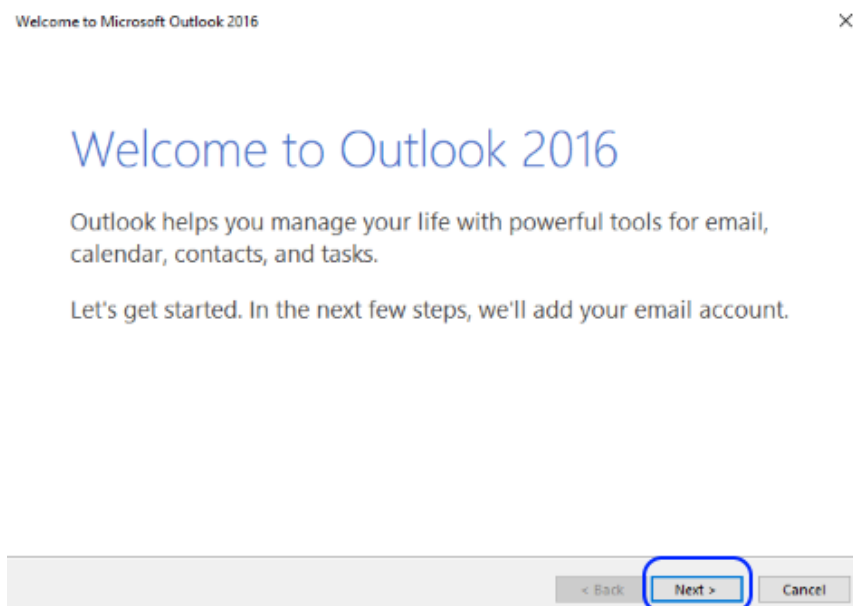 Welcome to Microsoft Outlook 2016
Welcome to Outlook 2016
Outlook helps you manage your life with powerful tools for email,
calendar, contacts, and tasks.
Let's get started. In the next few steps, we'll add your email account.
< Back Next > Cancel